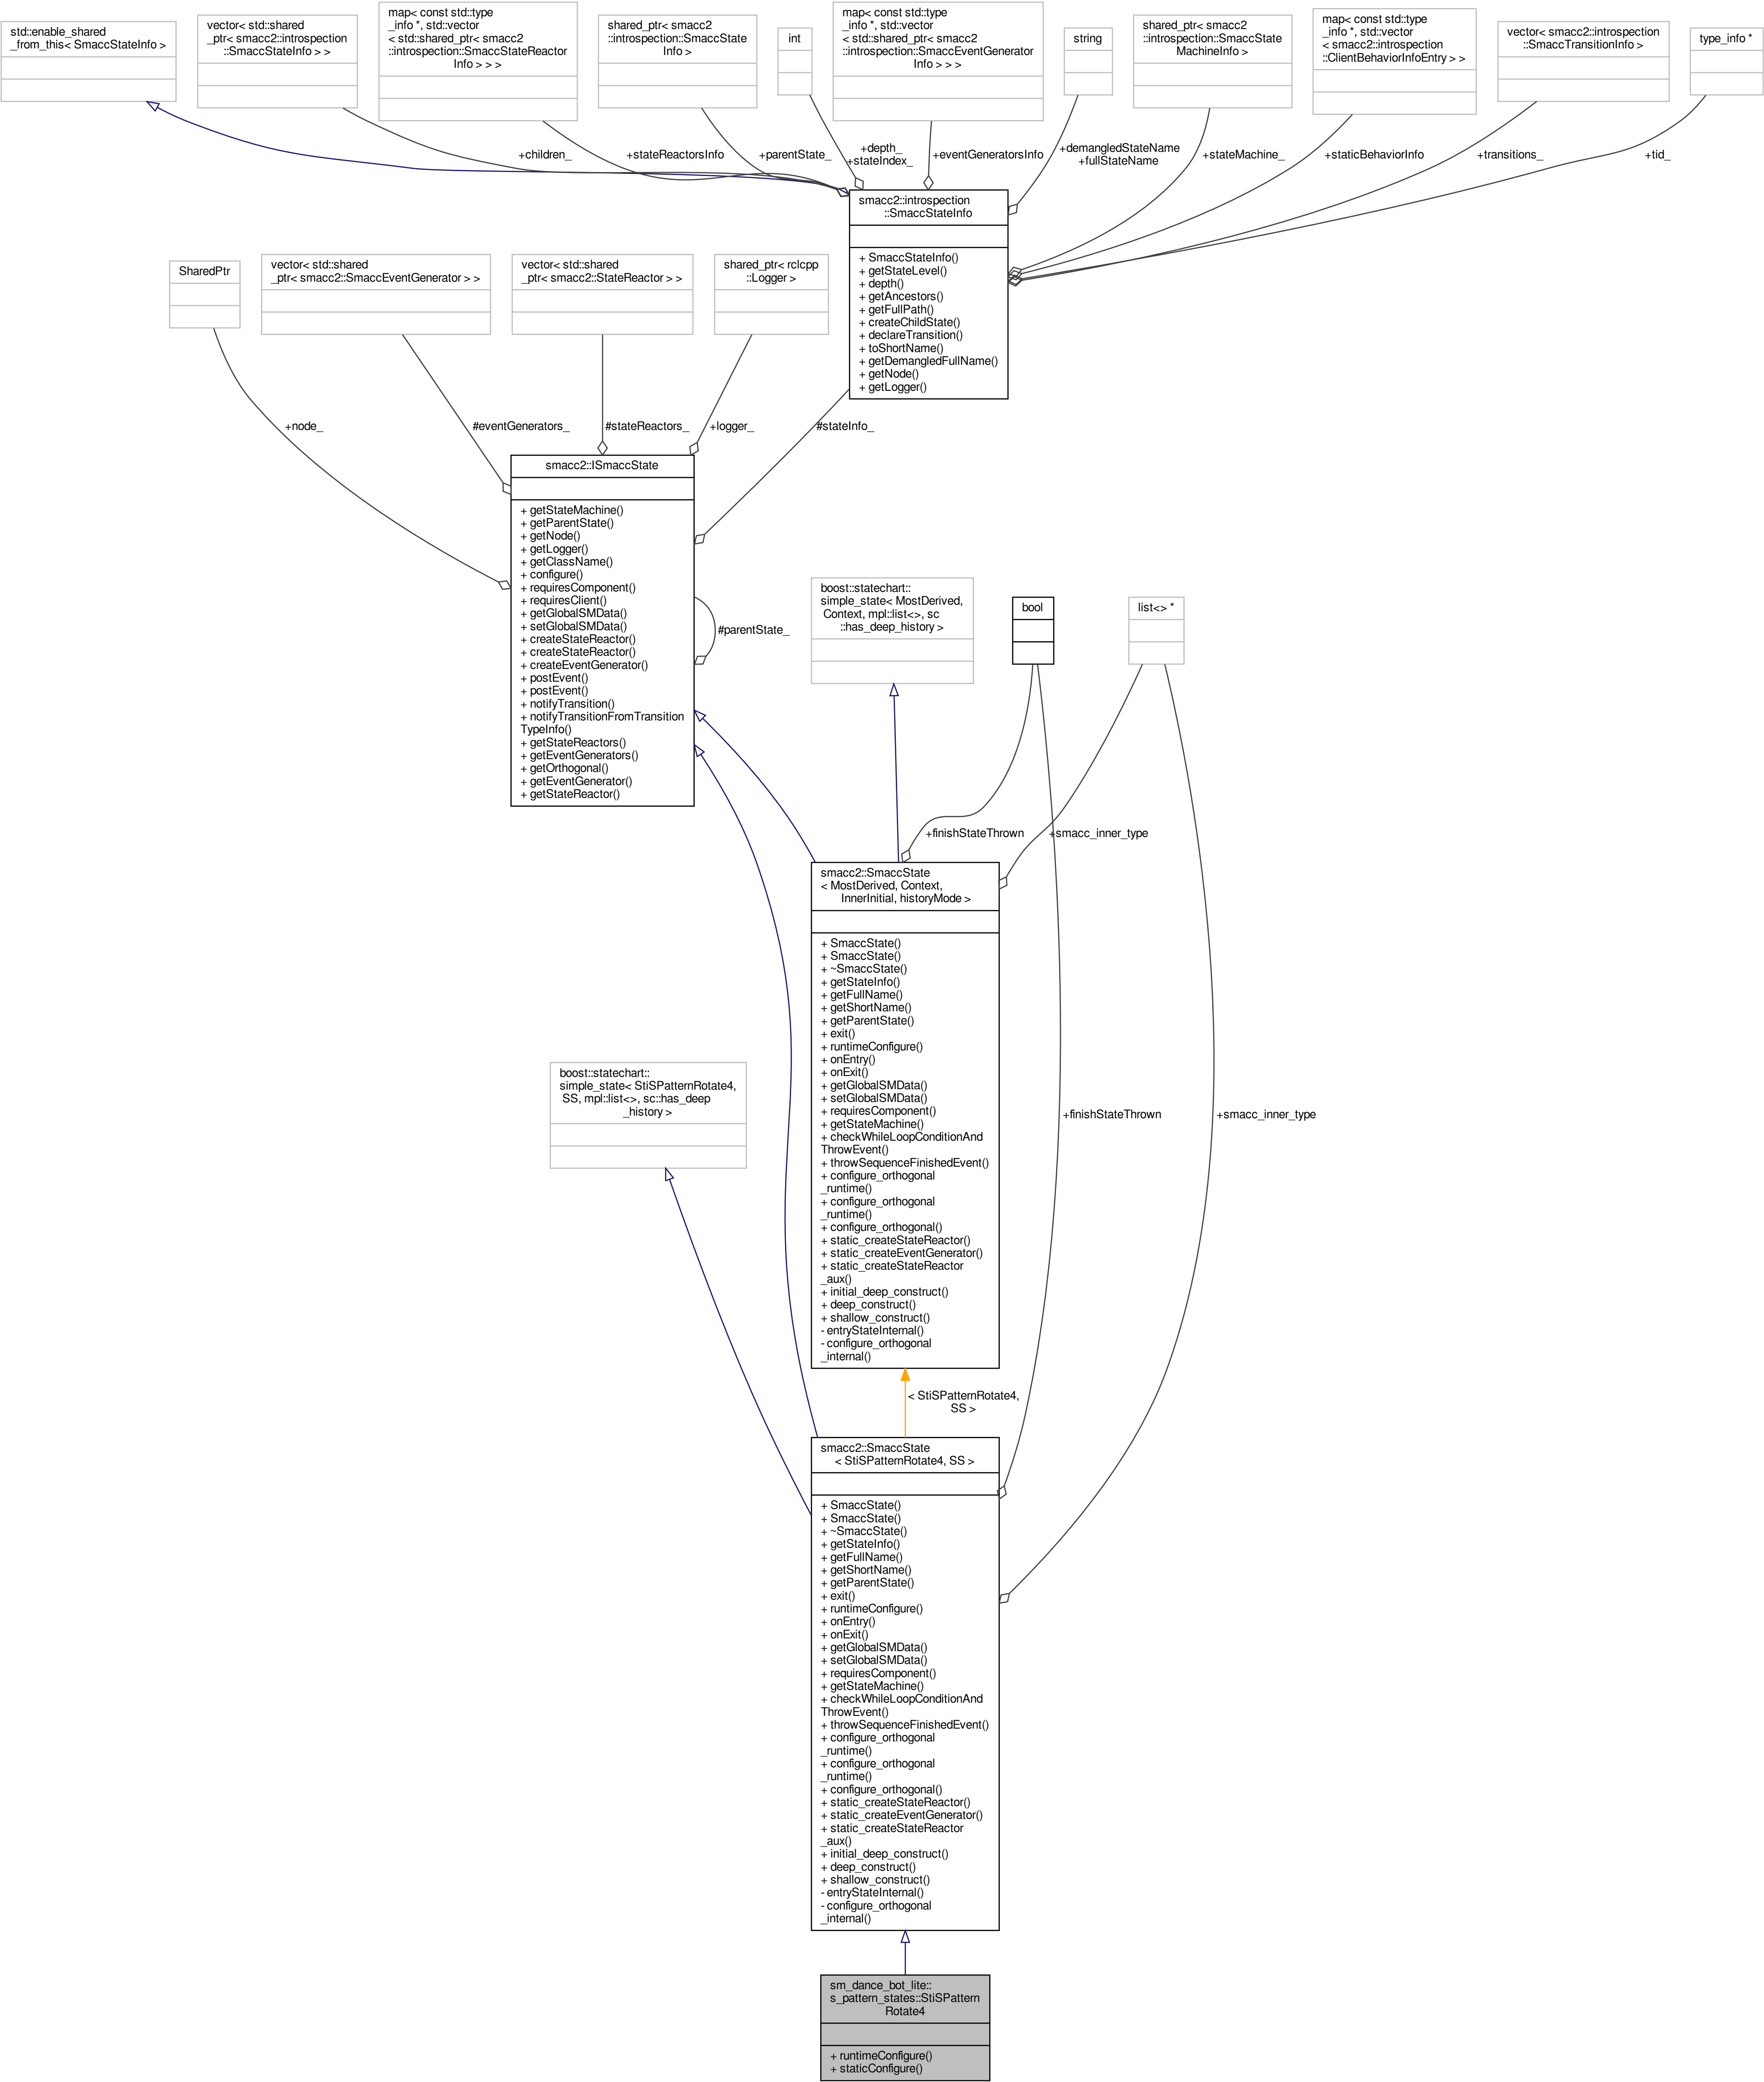 std::enable_shared
_from_this< SmaccStateInfo >
vector< std::shared
_ptr< smacc2::introspection
::SmaccStateInfo > >
map< const std::type
_info *, std::vector
< std::shared_ptr< smacc2
::introspection::SmaccStateReactor
Info > > >
shared_ptr< smacc2
::introspection::SmaccState
Info >
int
map< const std::type
_info *, std::vector
< std::shared_ptr< smacc2
::introspection::SmaccEventGenerator
Info > > >
string
shared_ptr< smacc2
::introspection::SmaccState
MachineInfo >
map< const std::type
_info *, std::vector
< smacc2::introspection
::ClientBehaviorInfoEntry > >
vector< smacc2::introspection
::SmaccTransitionInfo >
type_info *
+children_
+stateReactorsInfo
+parentState_
+depth_
+stateIndex_
+eventGeneratorsInfo
+demangledStateName
+fullStateName
+stateMachine_
+staticBehaviorInfo
+transitions_
+tid_
smacc2::introspection
::SmaccStateInfo
+ SmaccStateInfo()
+ getStateLevel()
+ depth()
+ getAncestors()
+ getFullPath()
+ createChildState()
+ declareTransition()
+ toShortName()
+ getDemangledFullName()
+ getNode()
+ getLogger()
SharedPtr
vector< std::shared
_ptr< smacc2::SmaccEventGenerator > >
vector< std::shared
_ptr< smacc2::StateReactor > >
shared_ptr< rclcpp
::Logger >
+node_
#eventGenerators_
#stateReactors_
+logger_
#stateInfo_
smacc2::ISmaccState
+ getStateMachine()
+ getParentState()
+ getNode()
+ getLogger()
+ getClassName()
+ configure()
+ requiresComponent()
+ requiresClient()
+ getGlobalSMData()
+ setGlobalSMData()
+ createStateReactor()
+ createStateReactor()
+ createEventGenerator()
+ postEvent()
+ postEvent()
+ notifyTransition()
+ notifyTransitionFromTransition
TypeInfo()
+ getStateReactors()
+ getEventGenerators()
+ getOrthogonal()
+ getEventGenerator()
+ getStateReactor()
#parentState_
boost::statechart::
simple_state< MostDerived,
Context, mpl::list<>, sc
::has_deep_history >
bool
list<> *
+finishStateThrown
+smacc_inner_type
smacc2::SmaccState
< MostDerived, Context,
InnerInitial, historyMode >
+ SmaccState()
+ SmaccState()
+ ~SmaccState()
+ getStateInfo()
+ getFullName()
+ getShortName()
+ getParentState()
+ exit()
+ runtimeConfigure()
+ onEntry()
+ onExit()
+ getGlobalSMData()
+ setGlobalSMData()
+ requiresComponent()
+ getStateMachine()
+ checkWhileLoopConditionAnd
ThrowEvent()
+ throwSequenceFinishedEvent()
+ configure_orthogonal
_runtime()
+ configure_orthogonal
_runtime()
+ configure_orthogonal()
+ static_createStateReactor()
+ static_createEventGenerator()
+ static_createStateReactor
_aux()
+ initial_deep_construct()
+ deep_construct()
+ shallow_construct()
- entryStateInternal()
- configure_orthogonal
_internal()
boost::statechart::
simple_state< StiSPatternRotate4,
SS, mpl::list<>, sc::has_deep
_history >
+finishStateThrown
+smacc_inner_type
< StiSPatternRotate4,
SS >
smacc2::SmaccState
< StiSPatternRotate4, SS >
+ SmaccState()
+ SmaccState()
+ ~SmaccState()
+ getStateInfo()
+ getFullName()
+ getShortName()
+ getParentState()
+ exit()
+ runtimeConfigure()
+ onEntry()
+ onExit()
+ getGlobalSMData()
+ setGlobalSMData()
+ requiresComponent()
+ getStateMachine()
+ checkWhileLoopConditionAnd
ThrowEvent()
+ throwSequenceFinishedEvent()
+ configure_orthogonal
_runtime()
+ configure_orthogonal
_runtime()
+ configure_orthogonal()
+ static_createStateReactor()
+ static_createEventGenerator()
+ static_createStateReactor
_aux()
+ initial_deep_construct()
+ deep_construct()
+ shallow_construct()
- entryStateInternal()
- configure_orthogonal
_internal()
sm_dance_bot_lite::
s_pattern_states::StiSPattern
Rotate4
+ runtimeConfigure()
+ staticConfigure()